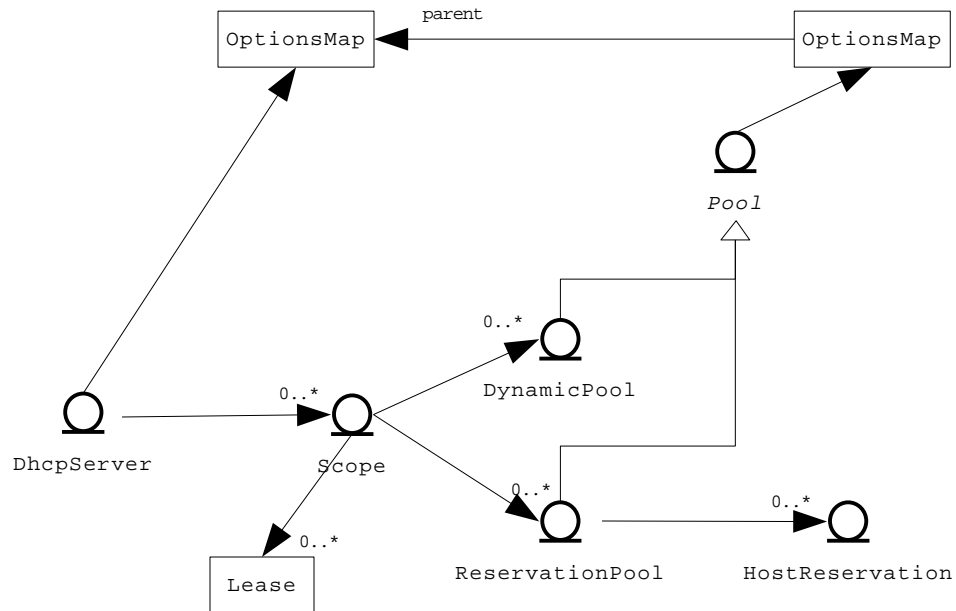 parent
OptionsMap
OptionsMap
Pool
0..*
DynamicPool
0..*
DhcpServer
Scope
0..*
0..*
0..*
Lease
ReservationPool
HostReservation